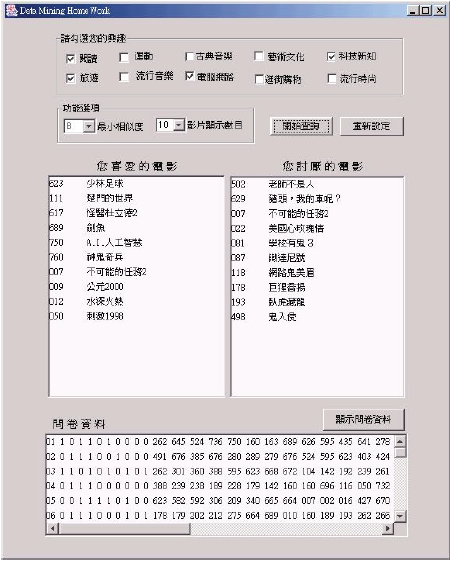 Data Mining Home Work
請勾選您的興趣
閱讀 運動 古典音樂 藝術文化 科技新知
旅遊 流行音樂 電腦網路 逛街購物 流行時尚
功能選項
8 最小相似度 10 影片顯示數目 開始查詢 重新設定
您喜愛的電影 您討厭的電影
623 少林足球 502 老師不是人
111 楚門的世界 629 豬頭,我的車呢?
617 怪醫杜立德2 007 不可能的任務2
689 劍魚 022 美國心玫瑰情
750 A.I.人工智慧 081 學校有鬼3
760 神鬼奇兵 087 謝達尼號
007 不可能的任務2 118 網路鬼美眉
009 公元2000 178 巨猩喬揚
012 水深火熱 193 臥虎藏龍
050 刺激1998 498 鬼入侵
問卷資料 顯示問卷資料
01 1 0 1 1 0 1 0 0 0 0 262 645 524 736 750 160 163 689 626 595 435 641 278
02 0 1 1 0 1 1 0 0 0 1 491 676 385 676 280 289 279 676 524 595 623 403 424
03 1 1 0 1 0 1 0 1 0 1 262 301 360 388 595 623 668 672 104 142 192 239 261
04 0 0 1 1 0 1 0 0 0 0 388 239 238 189 228 179 142 160 160 696 116 050 732
05 0 0 1 1 0 1 1 0 0 0 623 582 592 306 209 340 665 664 007 002 016 427 670
06 0 1 1 1 0 1 1 0 0 1 178 179 202 212 275 664 689 010 160 189 193 262 266